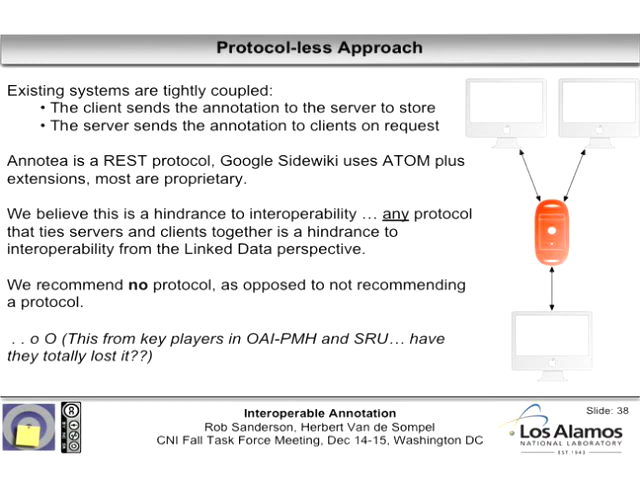 Protocol-less Approach
Existing systems are tightly coupled:
• The client sends the annotation to the server to store
• The server sends the annotation to clients on request
Annotea is a REST protocol, Google Sidewiki uses ATOM plus
extensions, most are proprietary.
We believe this is a hindrance to interoperability … any protocol
that ties servers and clients together is a hindrance to
interoperability from the Linked Data perspective.
We recommend no protocol, as opposed to not recommending
a protocol.
. . o O (This from key players in OAI-PMH and SRU… have
they totally lost it??)
Interoperable Annotation
Rob Sanderson, Herbert Van de Sompel
CNI Fall Task Force Meeting, Dec 14-15, Washington DC
Slide: 38
Los Alamos
NATIONAL LABORATORY
EST. 1943